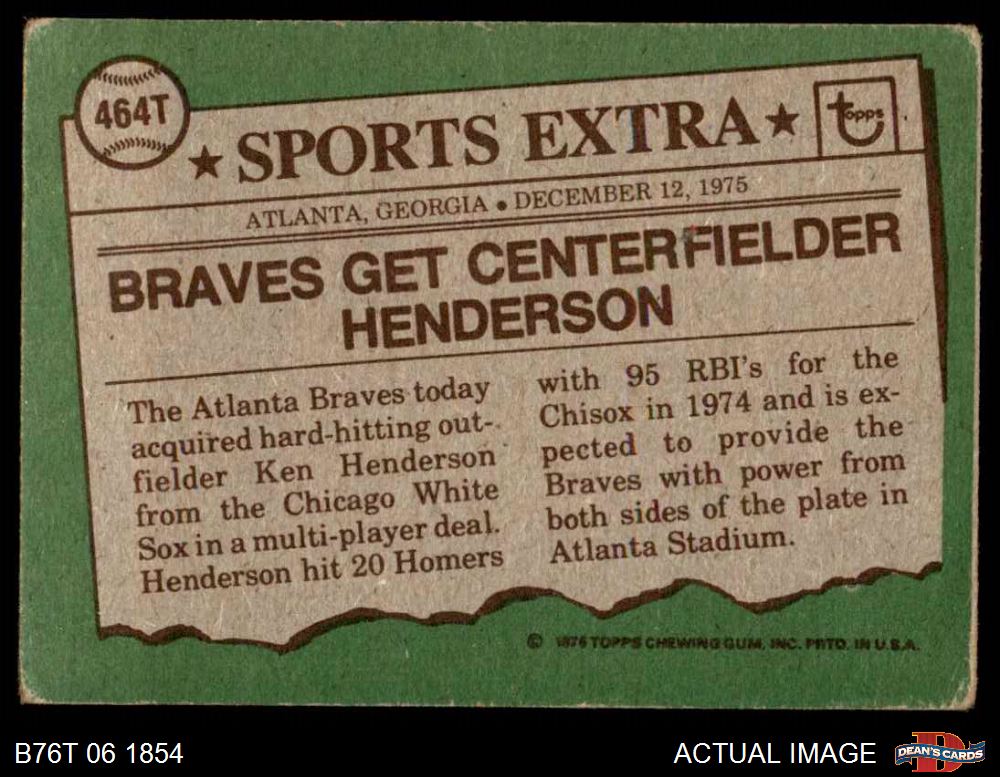 464T
★ SPORTS EXTRA ★
topps
ATLANTA, GEORGIA • DECEMBER 12, 1975
BRAVES GET CENTERFIELDER
HENDERSON
The Atlanta Braves today
acquired hard-hitting out-
fielder Ken Henderson
from the Chicago White
Sox in a multi-player deal.
Henderson hit 20 Homers
with 95 RBI's for the
Chisox in 1974 and is ex-
pected to provide the
Braves with power from
both sides of the plate in
Atlanta Stadium.
© 1976 TOPPS CHEWING GUM, INC. PRTD. IN U.S.A.
B76T 06 1854
ACTUAL IMAGE
D
DEAN'S CARDS